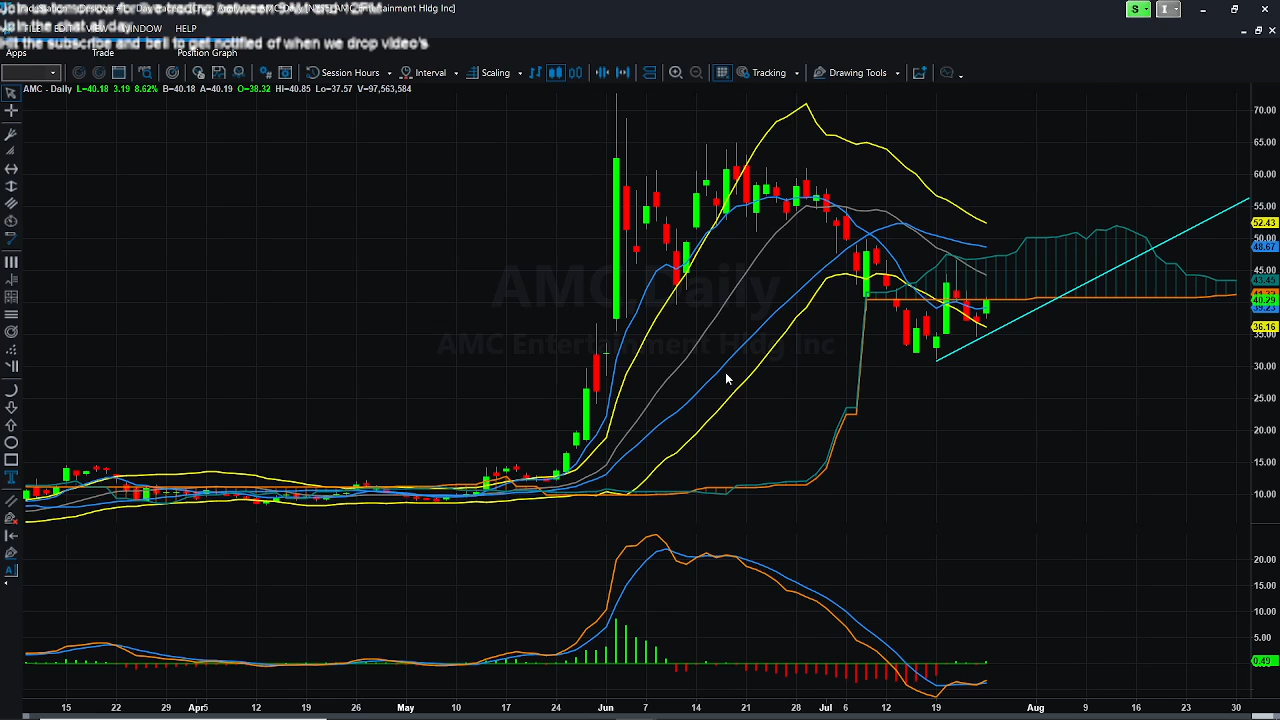 Join the chat all day.
hit the subscribe and bell to get notified of when we drop video's
WINDOW HELP
Apps Trade Position Graph
Session Hours Interval Scaling Tracking Drawing Tools
AMC - Daily L=40.18 3.19 8.62% B=40.18 A=40.19 O=38.32 Hi=40.85 Lo=37.57 V=97,563,584
S I
AMC Daily
AMC Entertainment Hldg Inc
70.00
65.00
60.00
55.00
52.43
50.00
48.67
45.00
40.29
36.16
35.00
30.00
25.00
20.00
15.00
10.00
20.00
15.00
10.00
5.00
0.49
15 22 29 Apr5 12 19 26 May 10 17 24 Jun 7 14 21 28 Jul 6 12 19 Aug 9 16 23 30